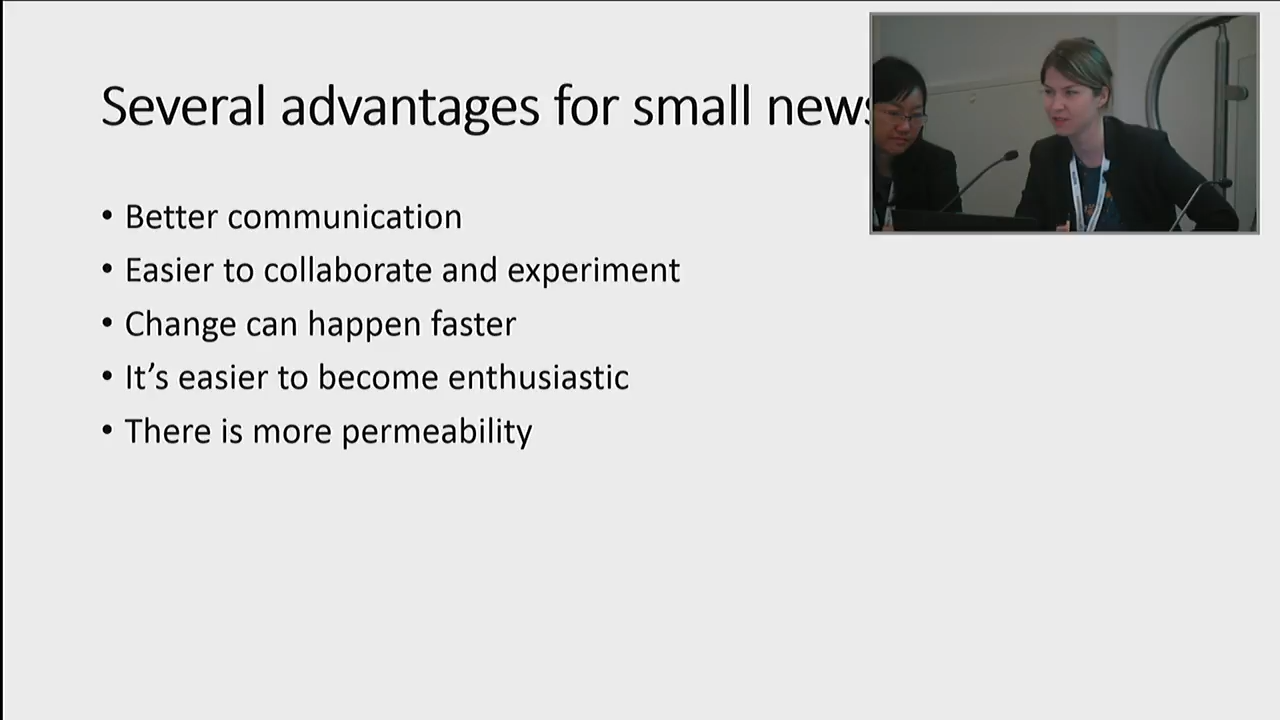 Several advantages for small news
• Better communication
• Easier to collaborate and experiment
• Change can happen faster
• It’s easier to become enthusiastic
• There is more permeability